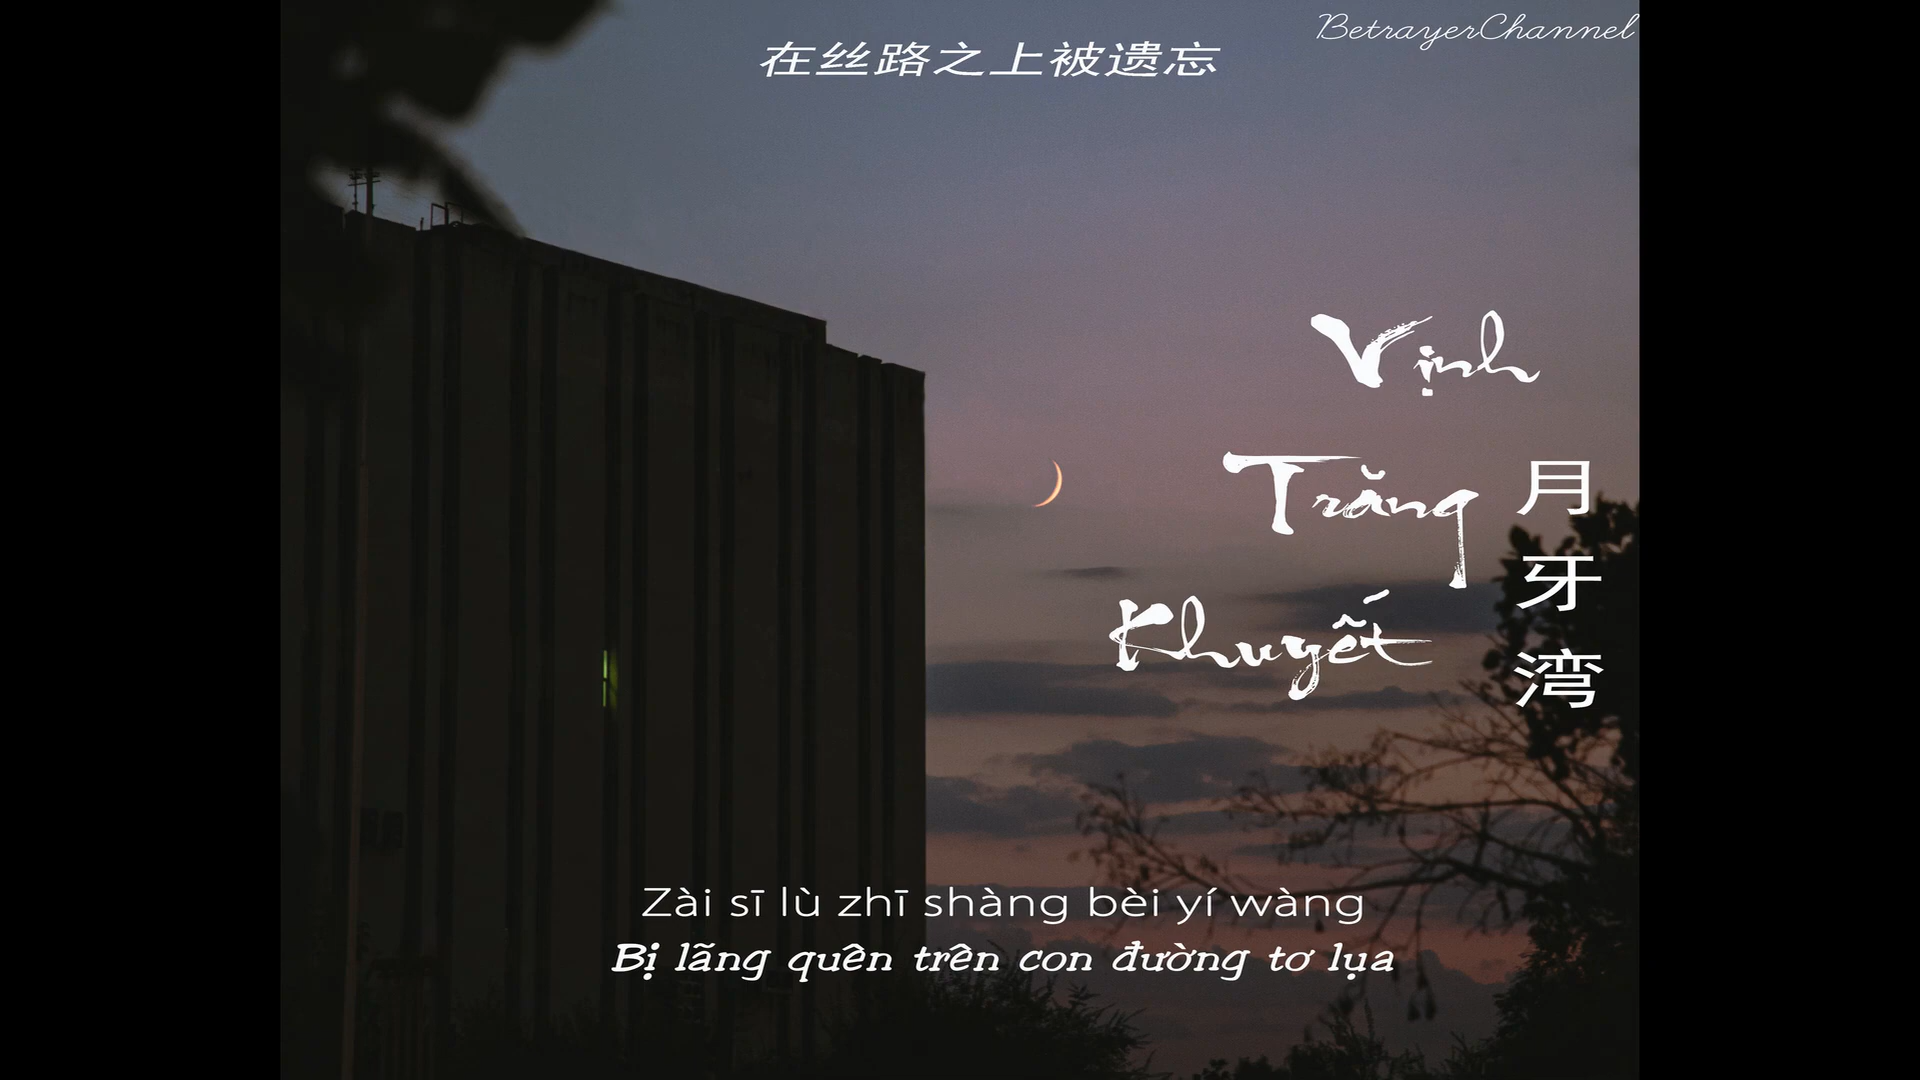 BetrayerChannel
在丝路之上被遗忘
Vịnh
Trăng
Khuyết
月牙湾
Zài sī lù zhī shàng bèi yí wàng
Bị lãng quên trên con đường tơ lụa